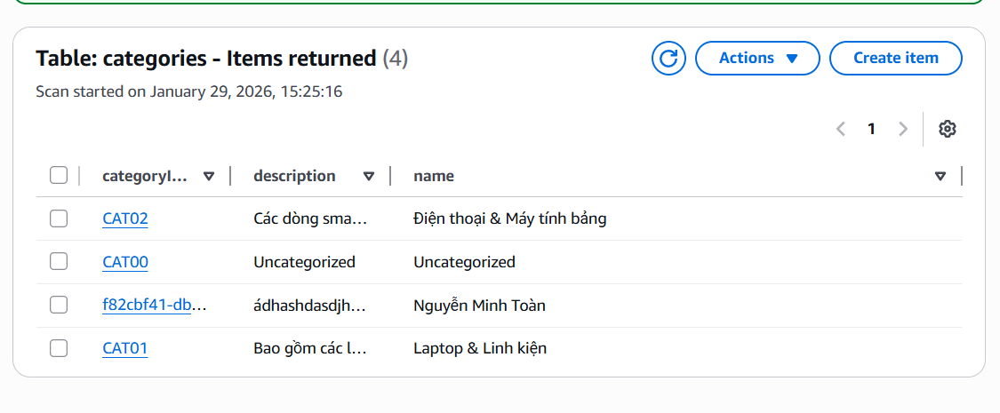 Table: categories - Items returned (4)
Actions
Create item
Scan started on January 29, 2026, 15:25:16
1
categoryI... description name
CAT02 Các dòng sma... Điện thoại & Máy tính bảng
CAT00 Uncategorized Uncategorized
f82cbf41-db... ádhashdasdjh... Nguyễn Minh Toàn
CAT01 Bao gồm các l... Laptop & Linh kiện